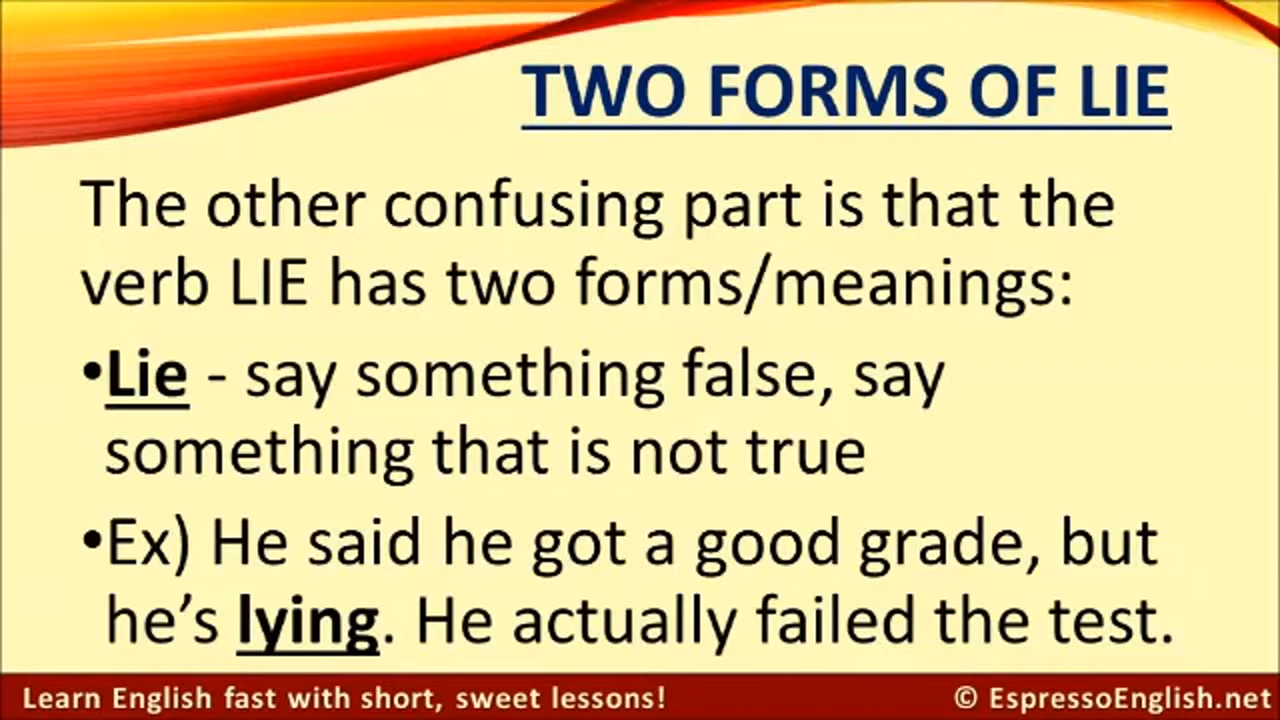 TWO FORMS OF LIE
The other confusing part is that the
verb LIE has two forms/meanings:
•Lie - say something false, say
something that is not true
•Ex) He said he got a good grade, but
he’s lying. He actually failed the test.
Learn English fast with short, sweet lessons!
© EspressoEnglish.net